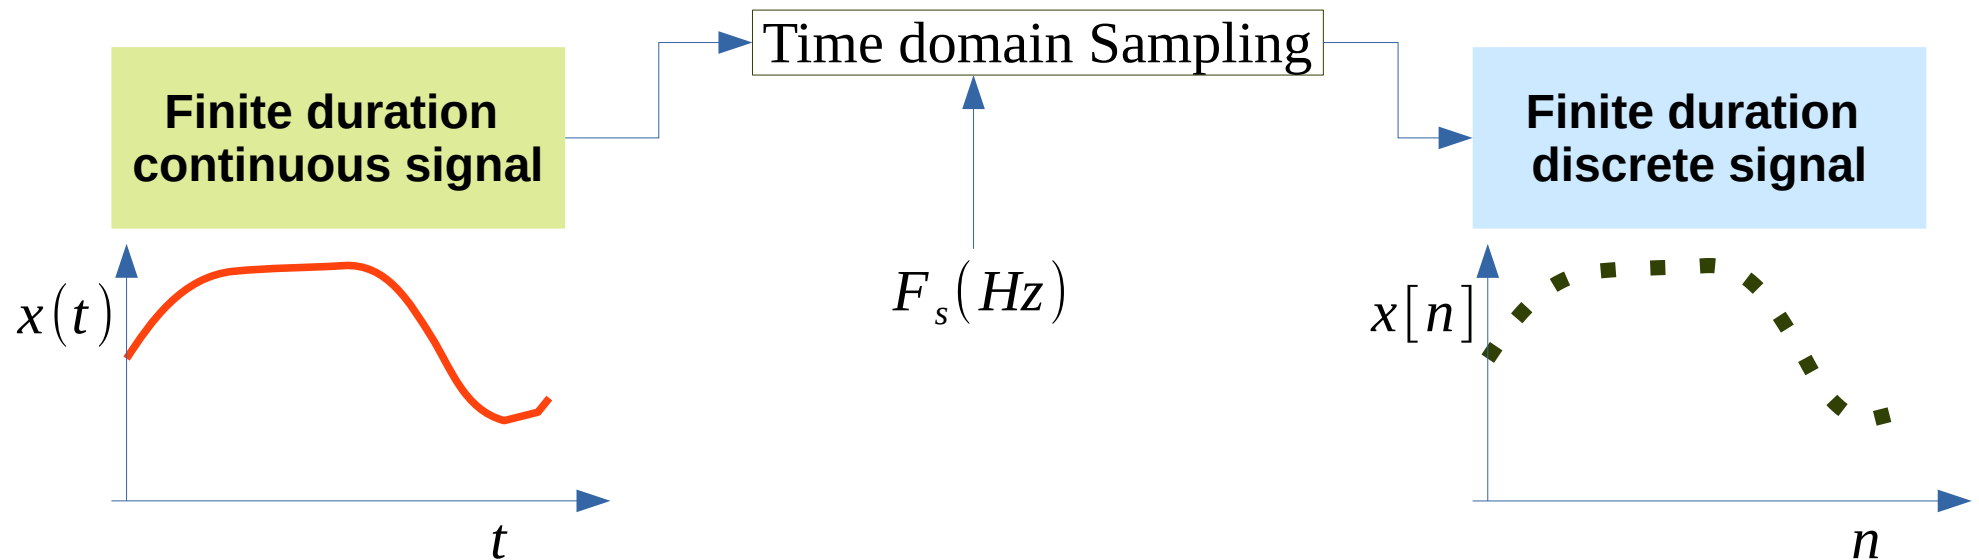 Time domain Sampling
Finite duration
continuous signal
Finite duration
discrete signal
x(t)
F_s(Hz)
x[n]
t
n